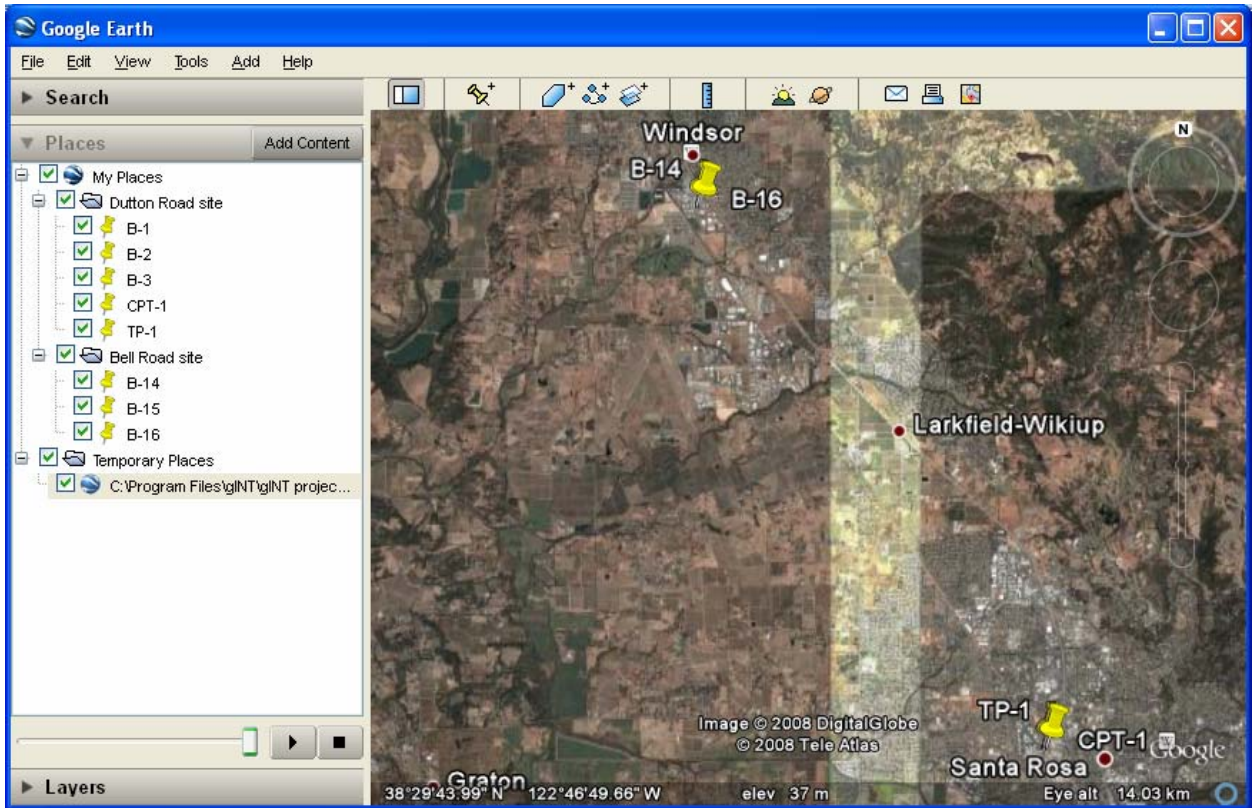 Google Earth
File Edit View Tools Add Help
Search
Places
Add Content
My Places
Dutton Road site
B-1
B-2
B-3
CPT-1
TP-1
Bell Road site
B-14
B-15
B-16
Temporary Places
C:\Program Files\gINT\gINT projec...
Layers
N
Windsor
B-14
B-16
Larkfield-Wikiup
TP-1
CPT-1
Santa Rosa
Graton
Image © 2008 DigitalGlobe
© 2008 Tele Atlas
Google
38°29'43.99" N 122°46'49.66" W elev 37 m Eye alt 14.03 km